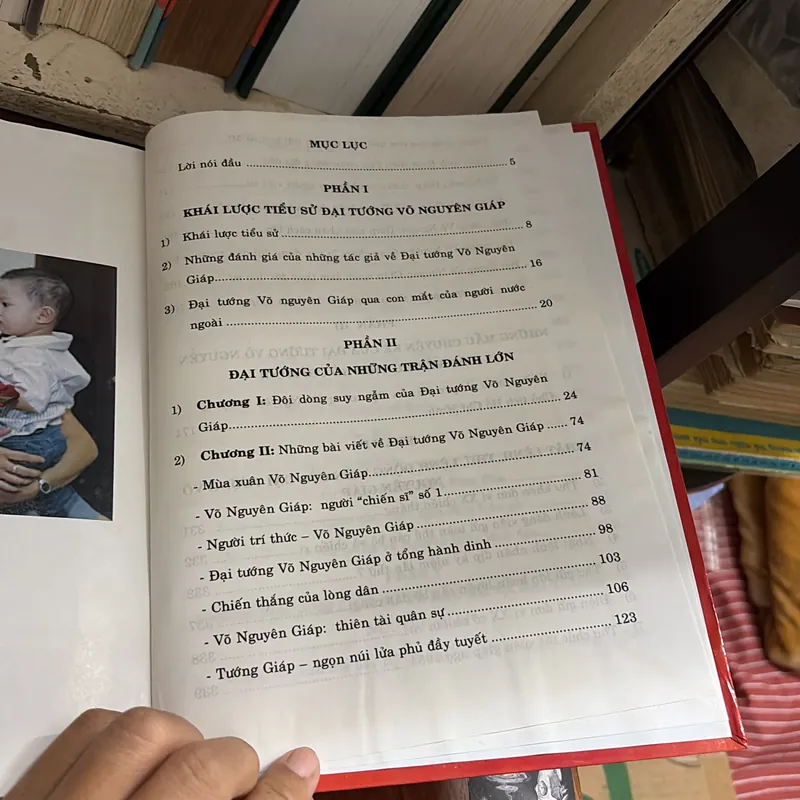 MỤC LỤC
Lời nói đầu ........................................................................ 5
PHẦN I
KHÁI LƯỢC TIỂU SỬ ĐẠI TƯỚNG VÕ NGUYÊN GIÁP
1) Khái lược tiểu sử ................................................................ 8
2) Những đánh giá của những tác giả về Đại tướng Võ Nguyên
Giáp........................................................................ 16
3) Đại tướng Võ nguyên Giáp qua con mắt của người nước
ngoài ........................................................................ 20
PHẦN II
ĐẠI TƯỚNG CỦA NHỮNG TRẬN ĐÁNH LỚN
1) Chương I: Đôi dòng suy ngẫm của Đại tướng Võ Nguyên
Giáp........................................................................ 24
2) Chương II: Những bài viết về Đại tướng Võ Nguyên Giáp ...... 74
- Mùa xuân Võ Nguyên Giáp................................................ 74
- Võ Nguyên Giáp: người “chiến sĩ” số 1................................ 81
- Người trí thức – Võ Nguyên Giáp ........................................ 88
- Đại tướng Võ Nguyên Giáp ở tổng hành dinh ........................ 98
- Chiến thắng của lòng dân ................................................ 103
- Võ Nguyên Giáp: thiên tài quân sự .................................... 106
- Tướng Giáp – ngọn núi lửa phủ đầy tuyết ............................ 123